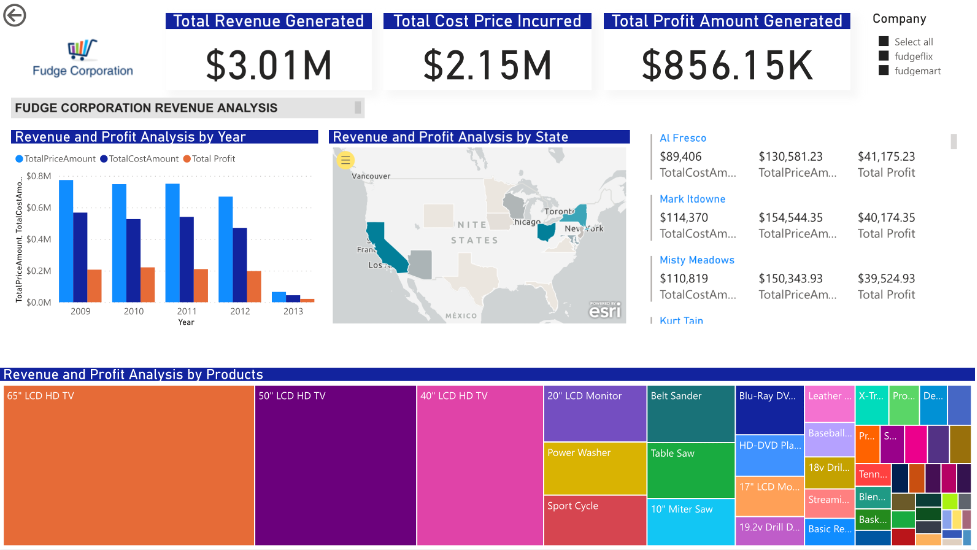 Total Revenue Generated
$3.01M
Total Cost Price Incurred
$2.15M
Total Profit Amount Generated
$856.15K
Company
Select all
fudgeflix
fudgemart
Fudge Corporation
FUDGE CORPORATION REVENUE ANALYSIS
Revenue and Profit Analysis by Year
TotalPriceAmount TotalCostAmount Total Profit
TotalPriceAmount, TotalCostAmo...
$0.8M
$0.6M
$0.4M
$0.2M
$0.0M
2009 2010 2011 2012 2013
Year
Revenue and Profit Analysis by State
Vancouver
Toronto
Chicago
New York
NITE
STATES
Fran
Los
MÉXICO
POWERED BY
esri
Al Fresco
$89,406 $130,581.23 $41,175.23
TotalCostAm... TotalPriceAm... Total Profit
Mark Itdowne
$114,370 $154,544.35 $40,174.35
TotalCostAm... TotalPriceAm... Total Profit
Misty Meadows
$110,819 $150,343.93 $39,524.93
TotalCostAm... TotalPriceAm... Total Profit
Kurt Tain
Revenue and Profit Analysis by Products
65" LCD HD TV
50" LCD HD TV
40" LCD HD TV
20" LCD Monitor
Power Washer
Sport Cycle
Belt Sander
Table Saw
10" Miter Saw
Blu-Ray DV...
HD-DVD Pla...
17" LCD Mo...
19.2v Drill D...
Leather ...
Baseball...
18v Dril...
Streami...
Basic Re...
X-Tr...
Pro...
De...
Pr...
S...
Tenn...
Blen...
Bask...